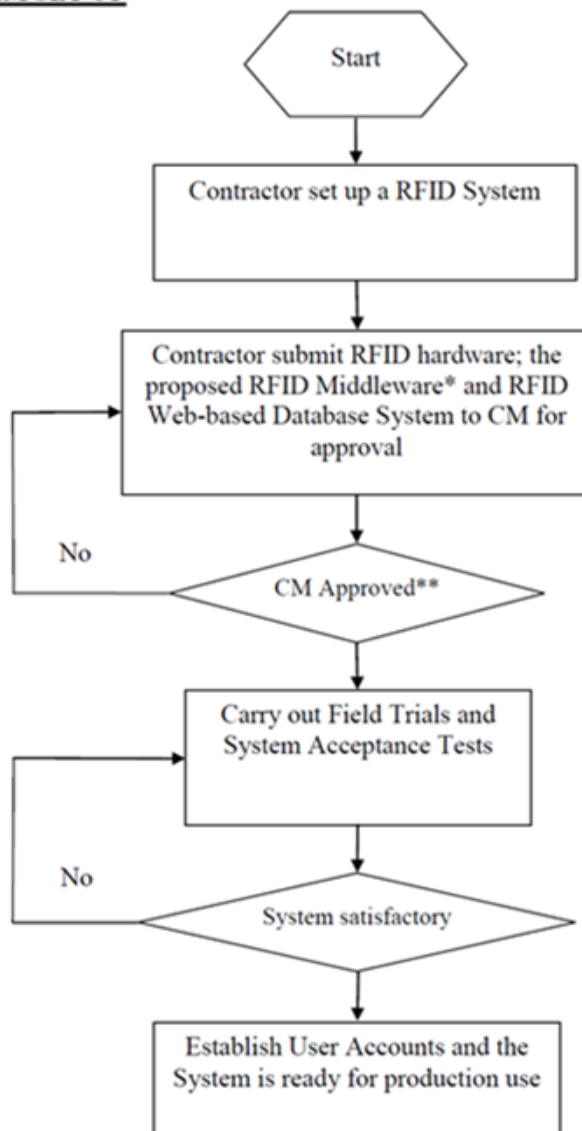 Start
Contractor set up a RFID System
Contractor submit RFID hardware; the
proposed RFID Middleware* and RFID
Web-based Database System to CM for
approval
No
CM Approved**
Carry out Field Trials and
System Acceptance Tests
No
System satisfactory
Establish User Accounts and the
System is ready for production use